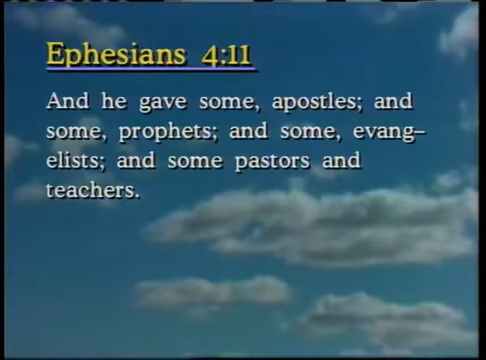 Ephesians 4:11
And he gave some, apostles; and
some, prophets; and some, evang–
elists; and some pastors and
teachers.